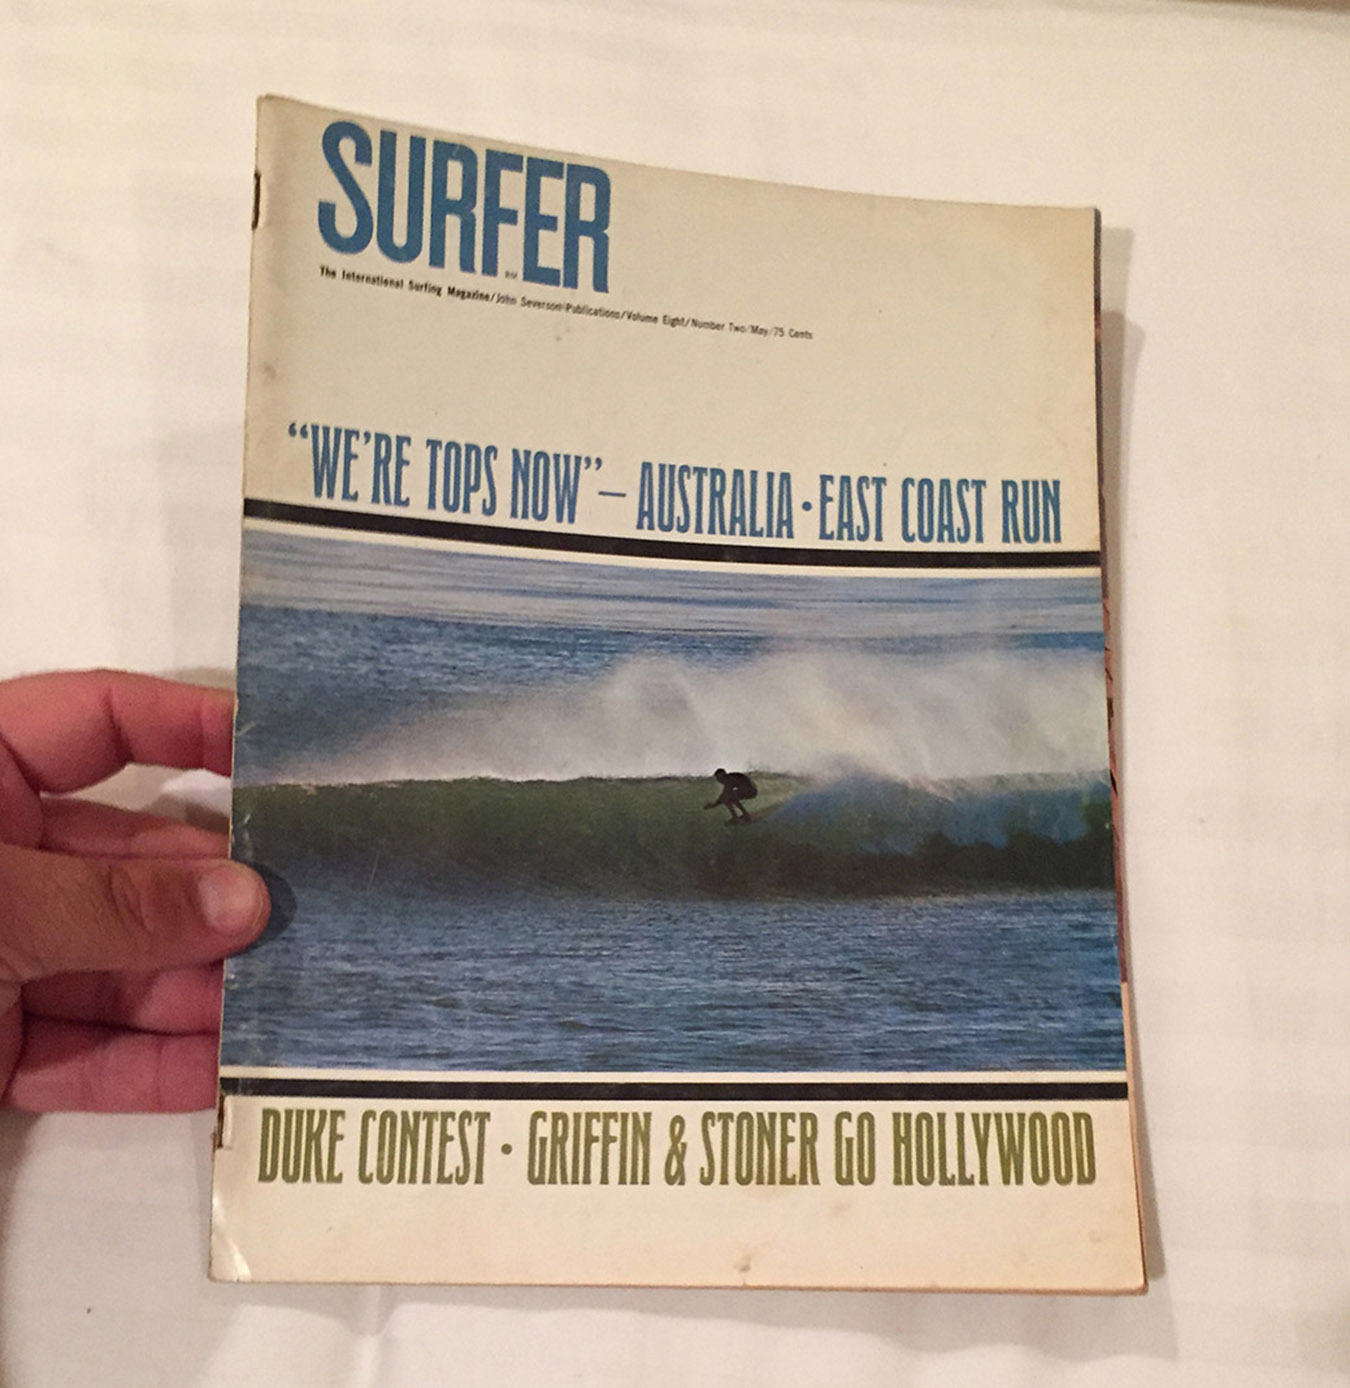 SURFER
The International Surfing Magazine/John Severson Publications/Volume Eight/Number Two/May/75 Cents
“WE’RE TOPS NOW”– AUSTRALIA · EAST COAST RUN
DUKE CONTEST · GRIFFIN & STONER GO HOLLYWOOD